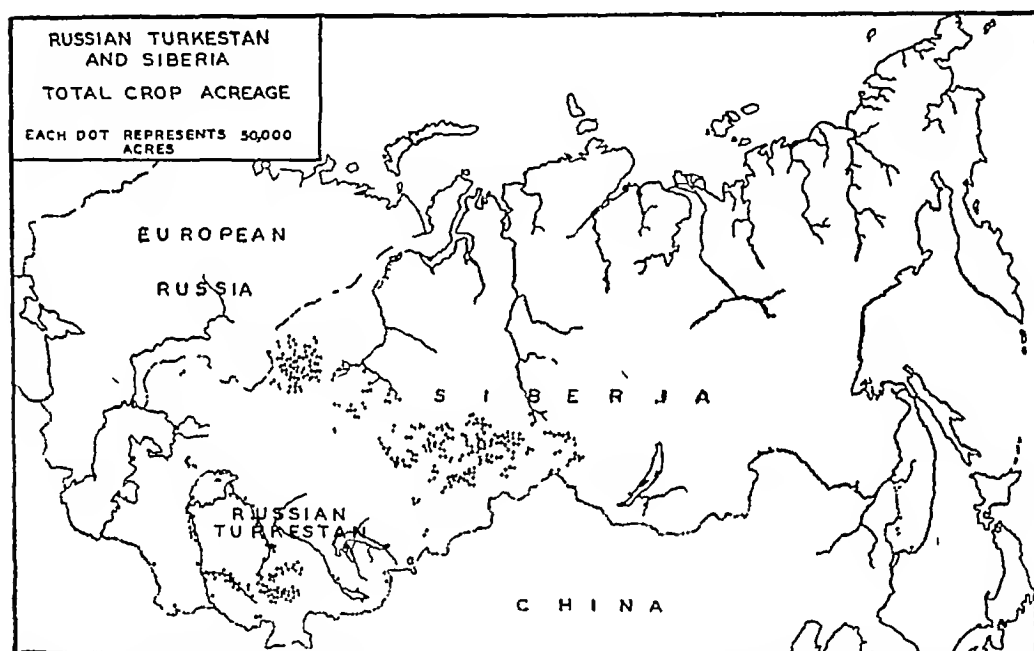 RUSSIAN TURKESTAN
AND SIBERIA
TOTAL CROP ACREAGE
EACH DOT REPRESENTS 50,000
ACRES
EUROPEAN
RUSSIA
SIBERIA
RUSSIAN
TURKESTAN
CHINA